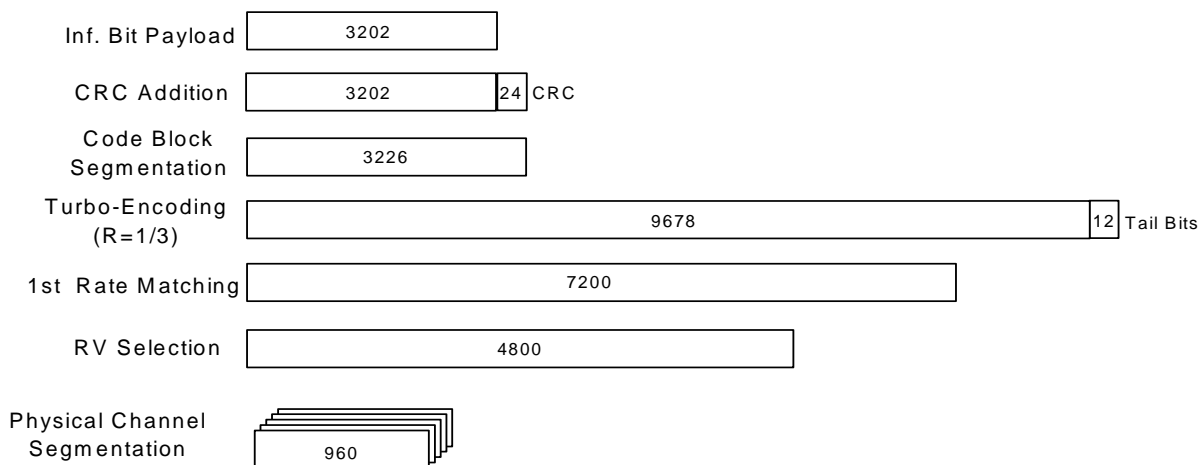 Inf. Bit Payload 3202
CRC Addition 3202 24 CRC
Code Block
Segmentation 3226
Turbo-Encoding
(R=1/3) 9678 12 Tail Bits
1st Rate Matching 7200
RV Selection 4800
Physical Channel
Segmentation 960